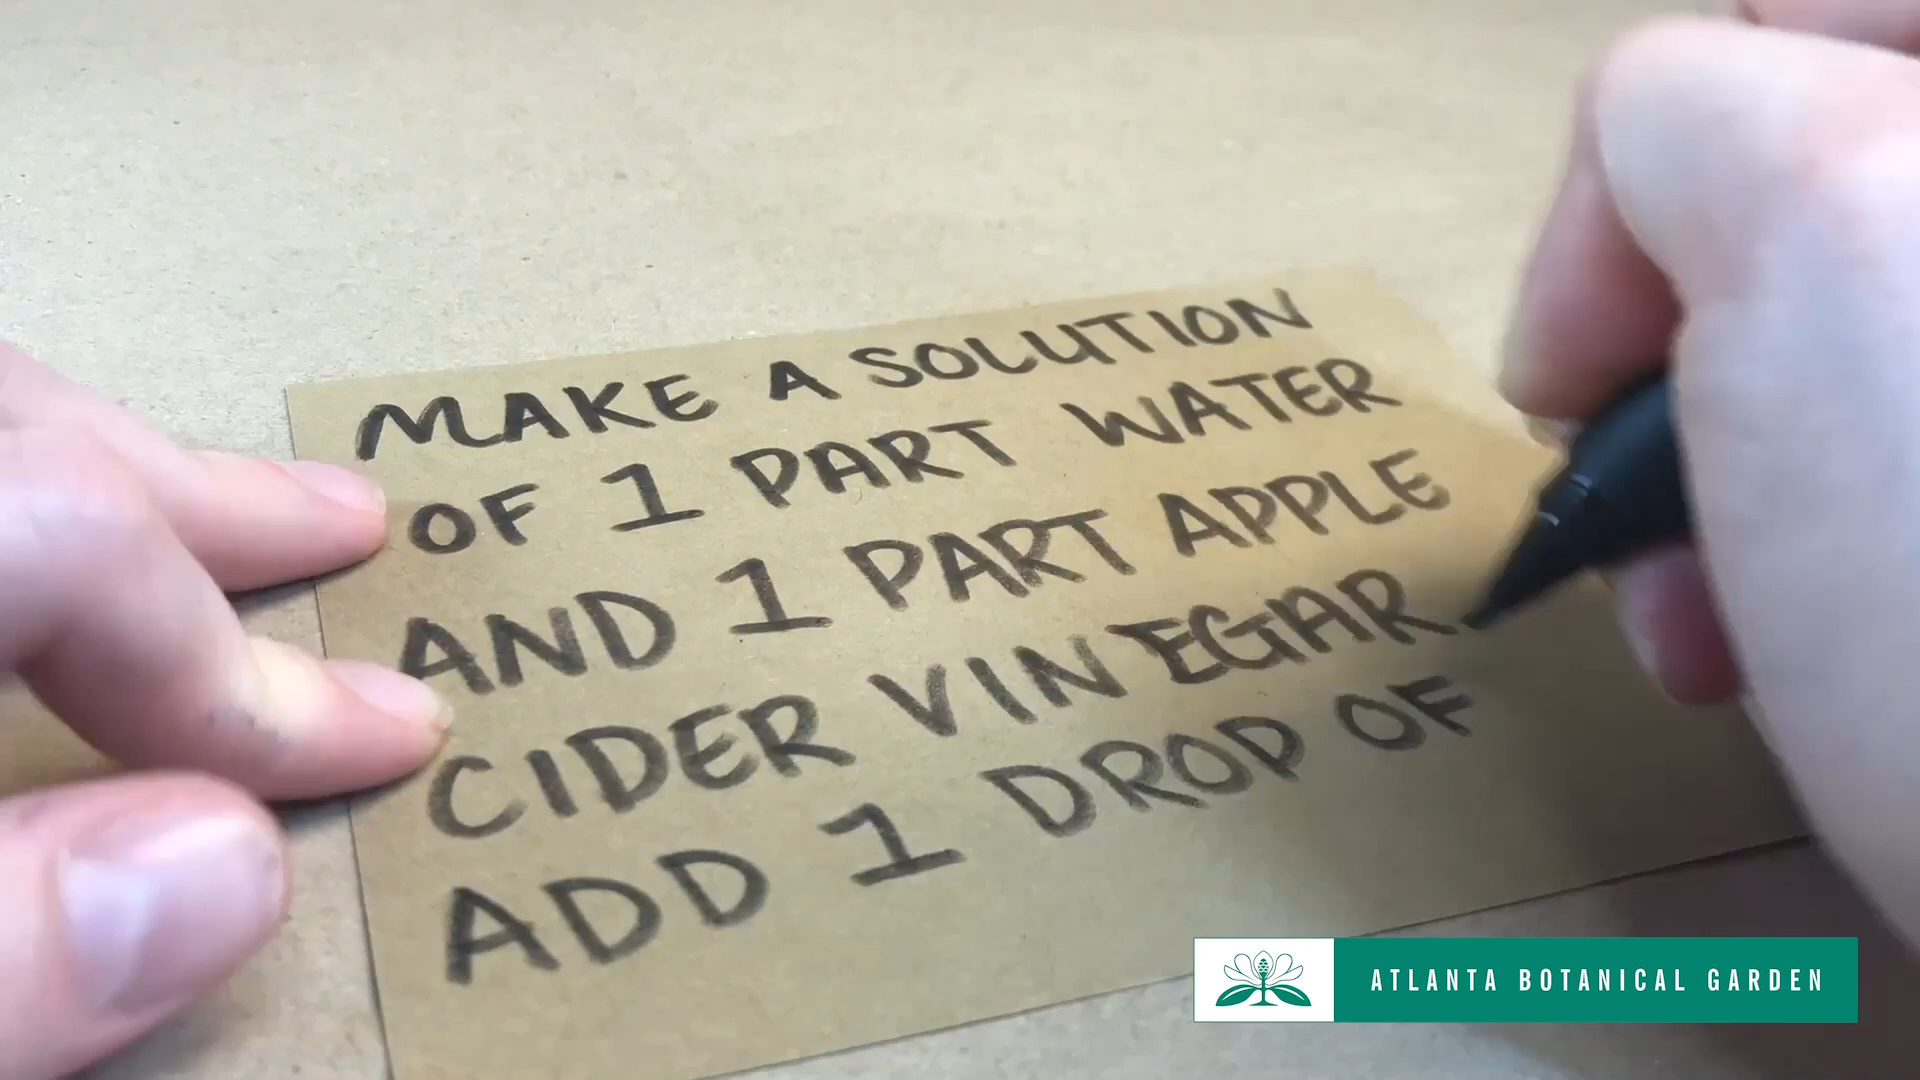 MAKE A SOLUTION
OF 1 PART WATER
AND 1 PART APPLE
CIDER VINEGAR.
ADD 1 DROP OF
ATLANTA BOTANICAL GARDEN